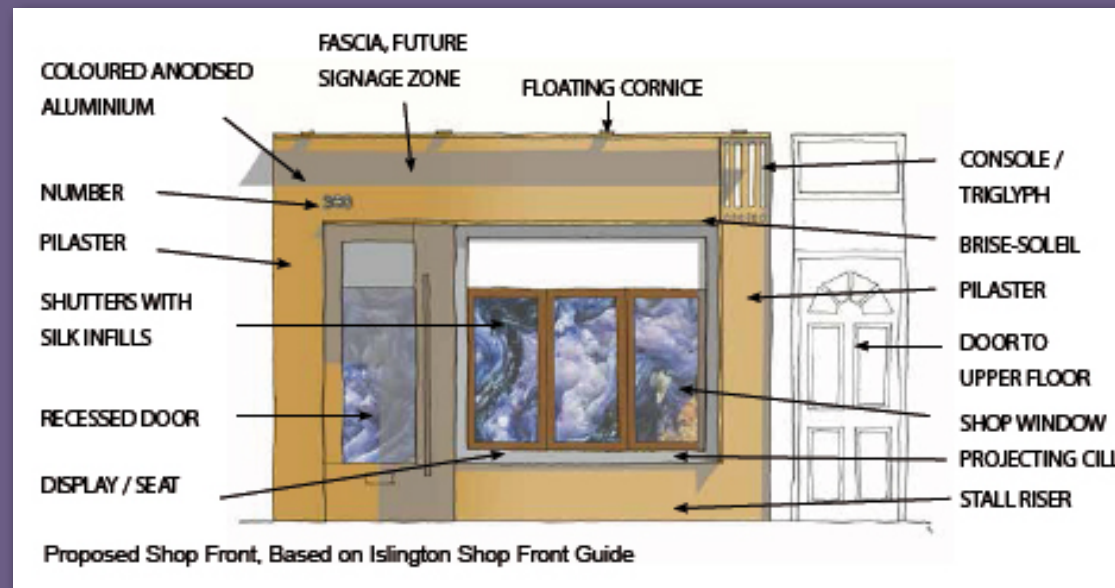 FASCIA, FUTURE
SIGNAGE ZONE
COLOURED ANODISED
ALUMINIUM
FLOATING CORNICE
NUMBER
PILASTER
SHUTTERS WITH
SILK INFILLS
RECESSED DOOR
DISPLAY / SEAT
CONSOLE /
TRIGLYPH
BRISE-SOLEIL
PILASTER
DOOR TO
UPPER FLOOR
SHOP WINDOW
PROJECTING CILL
STALL RISER
Proposed Shop Front, Based on Islington Shop Front Guide